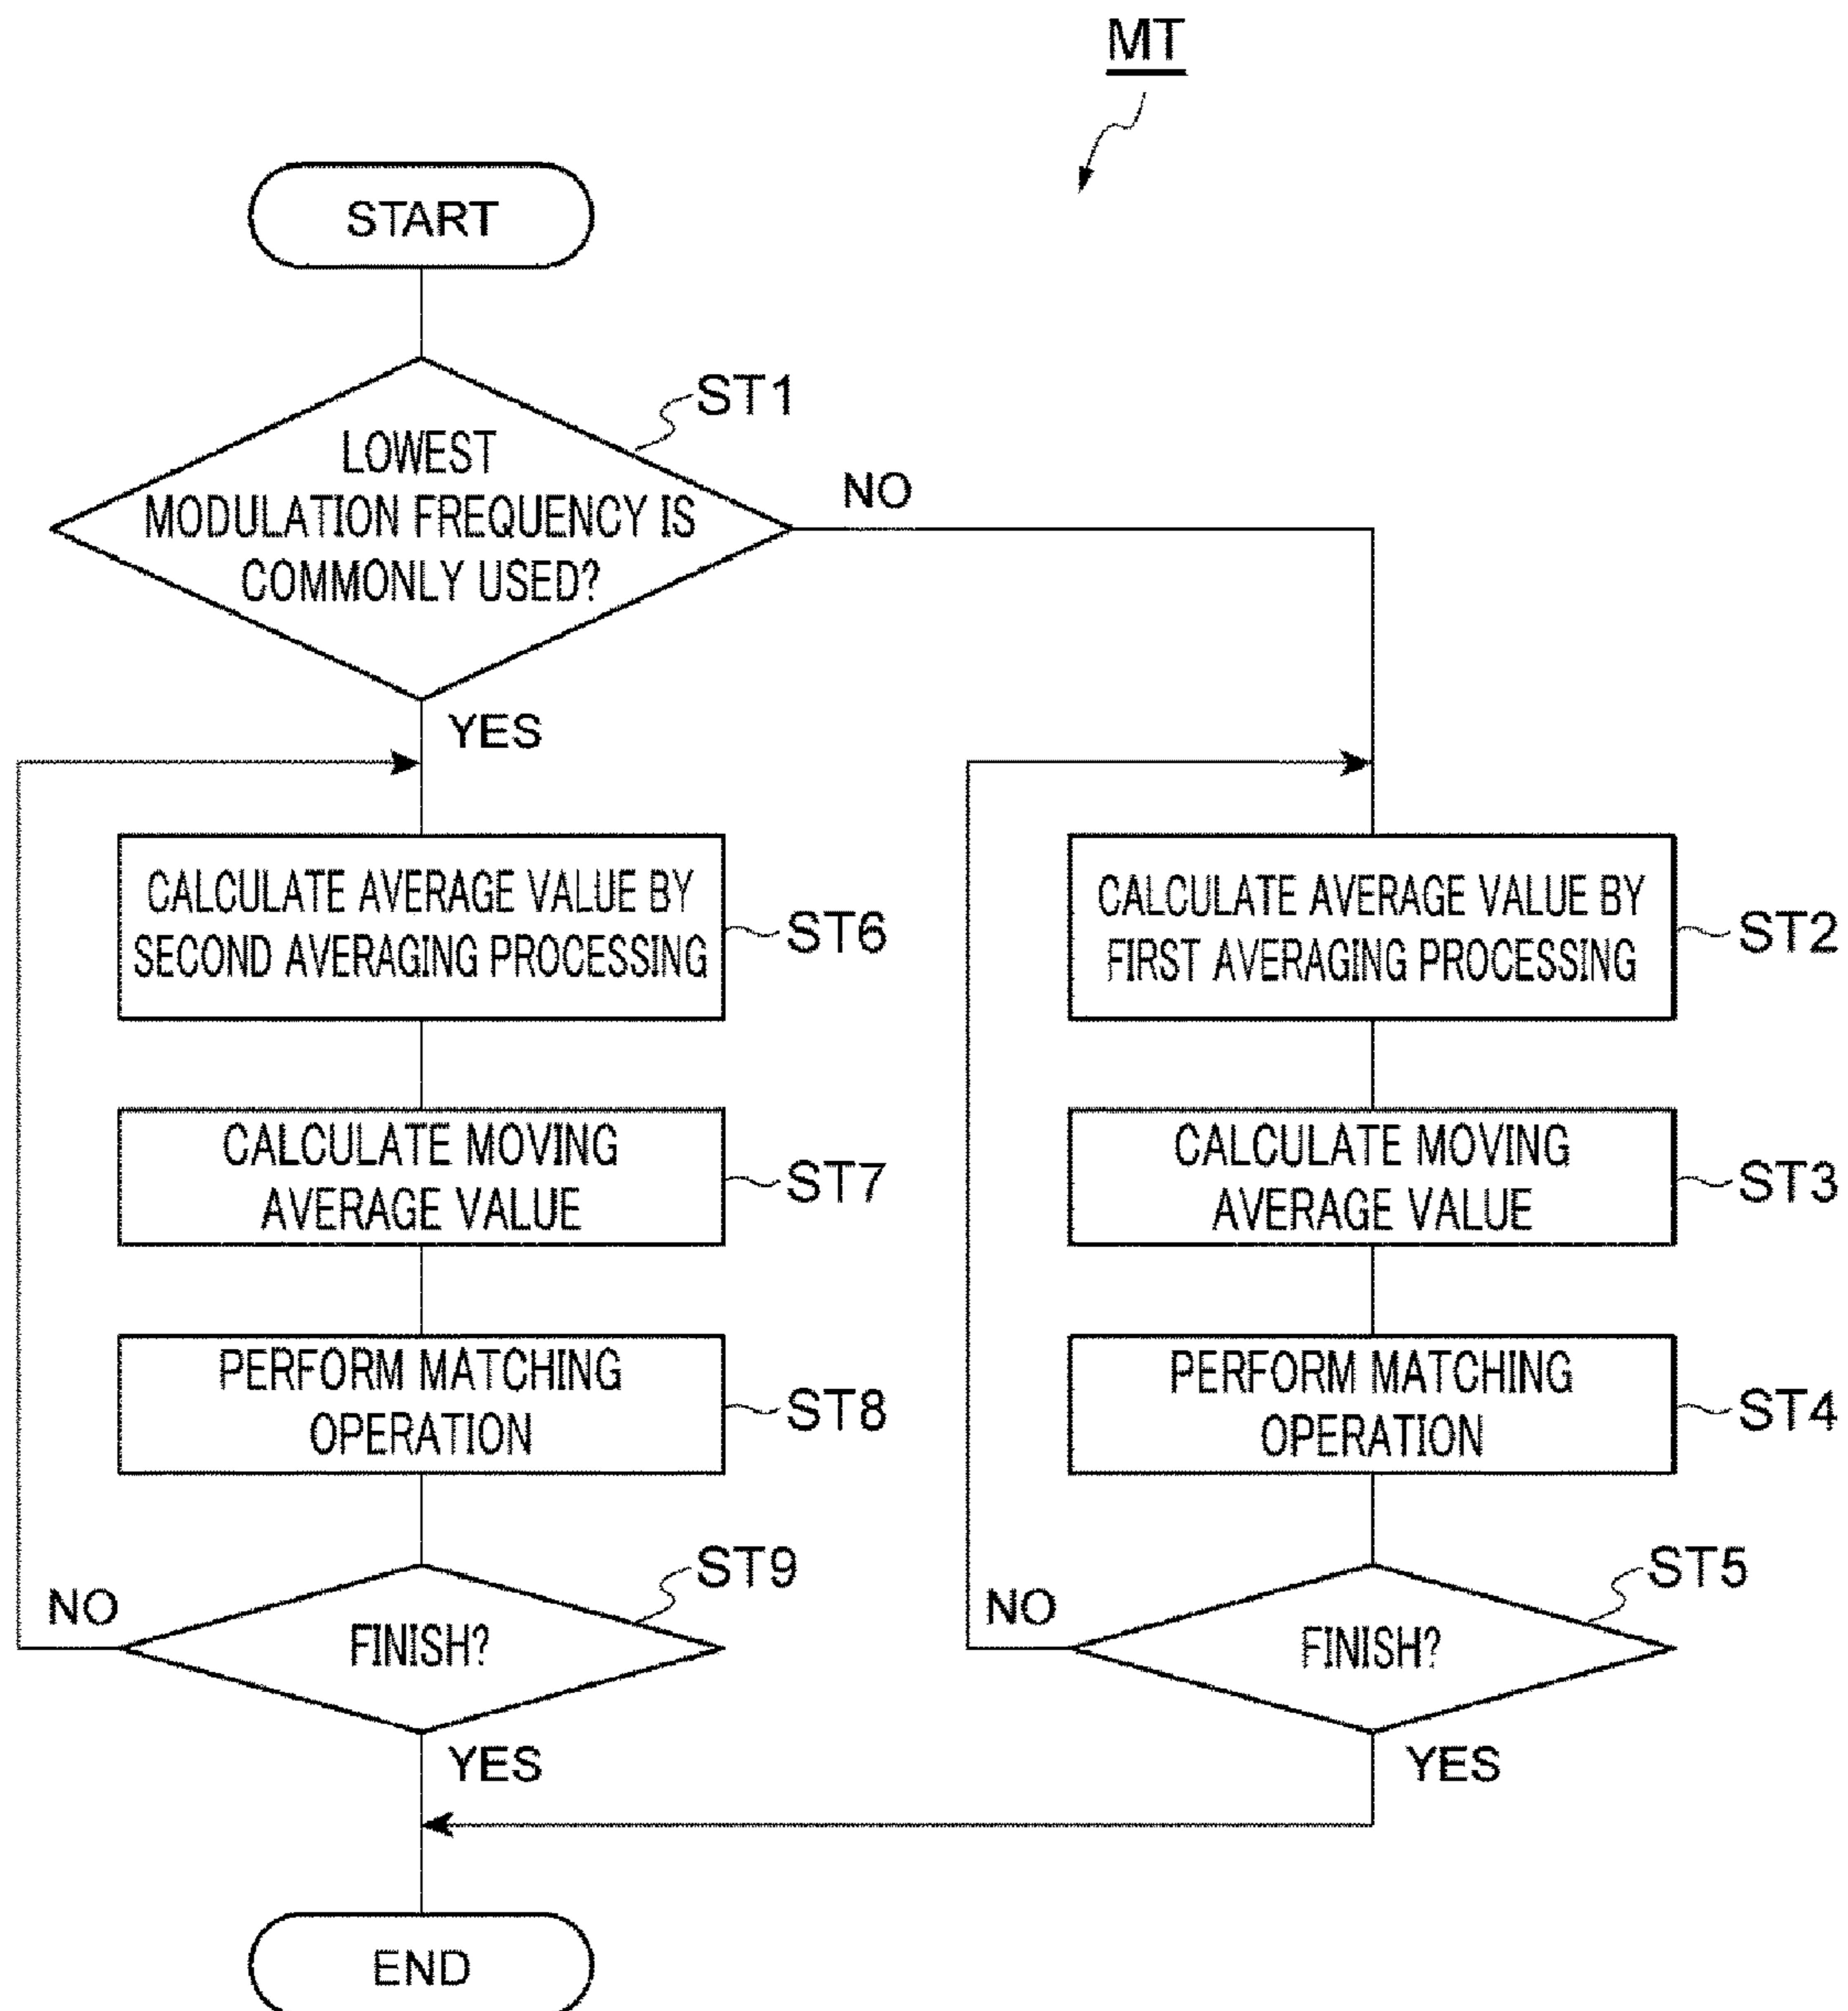 MT
START
ST1
LOWEST
MODULATION FREQUENCY IS
COMMONLY USED?
NO
YES
CALCULATE AVERAGE VALUE BY
SECOND AVERAGING PROCESSING
ST6
CALCULATE MOVING
AVERAGE VALUE
ST7
PERFORM MATCHING
OPERATION
ST8
ST9
NO
FINISH?
YES
CALCULATE AVERAGE VALUE BY
FIRST AVERAGING PROCESSING
ST2
CALCULATE MOVING
AVERAGE VALUE
ST3
PERFORM MATCHING
OPERATION
ST4
ST5
NO
FINISH?
YES
END